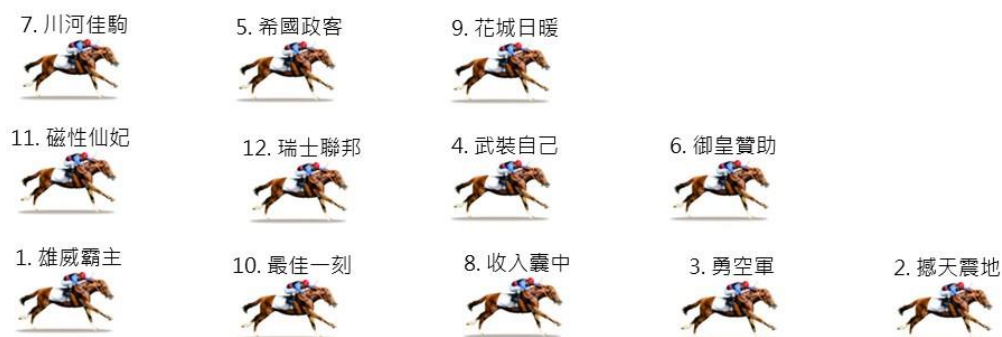 7. 川河佳駒
5. 希國政客
9. 花城日暖
11. 磁性仙妃
12. 瑞士聯邦
4. 武裝自己
6. 御皇贊助
1. 雄威霸主
10. 最佳一刻
8. 收入囊中
3. 勇空軍
2. 撼天震地